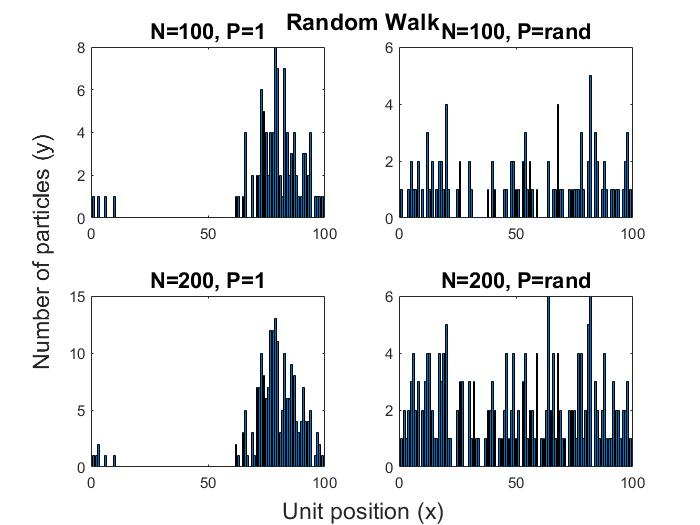 Random Walk
N=100, P=1
N=100, P=rand
8
6
4
2
0
0 50 100
6
4
2
0
0 50 100
Number of particles (y)
N=200, P=1
N=200, P=rand
15
10
5
0
0 50 100
6
4
2
0
0 50 100
Unit position (x)